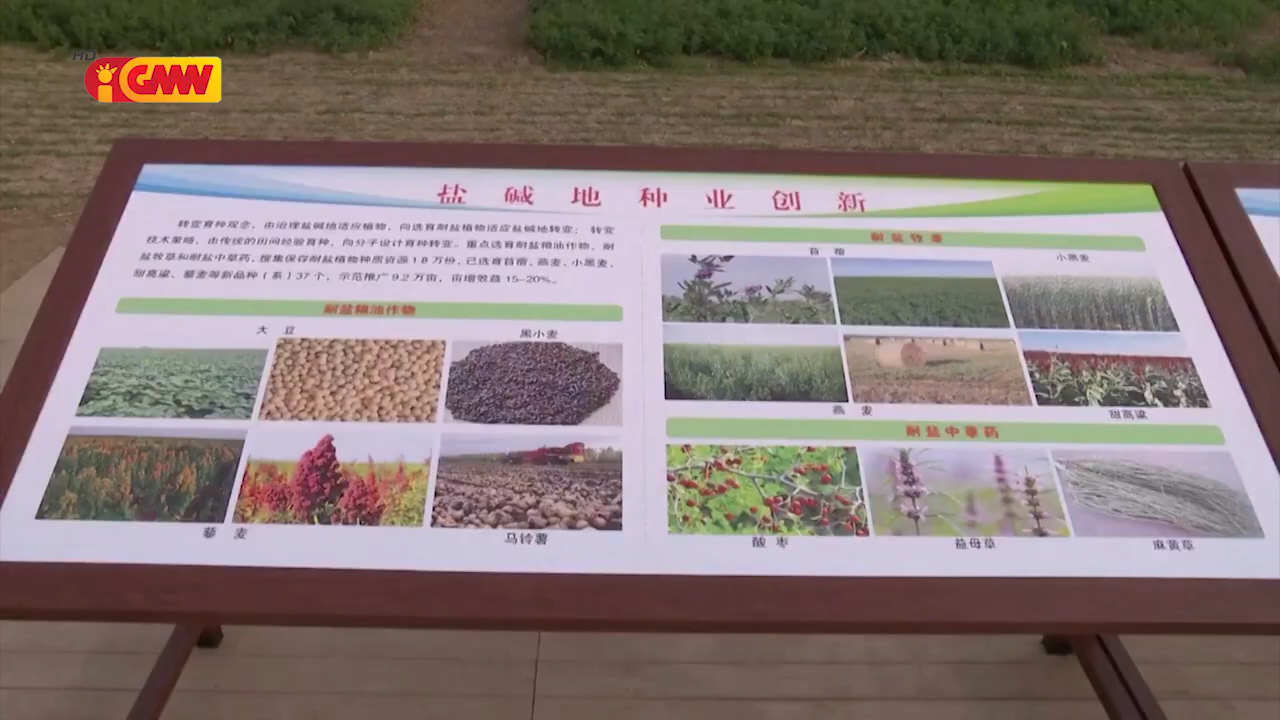 HD
iGMW
盐碱地种业创新
转变育种观念，由治理盐碱地适应植物，向选育耐盐植物适应盐碱地转变；转变
技术策略，由传统的田间经验育种，向分子设计育种转变。重点选育耐盐粮油作物、耐
盐牧草和耐盐中草药，搜集保存耐盐植物种质资源1.8万份，已选育苜蓿、燕麦、小黑麦、
甜高粱、藜麦等新品种（系）37个，示范推广9.2万亩，亩增效益15-20%。
耐盐粮油作物
大豆
黑小麦
藜麦
马铃薯
耐盐牧草
苜蓿
小黑麦
燕麦
甜高粱
耐盐中草药
酸枣
益母草
麻黄草